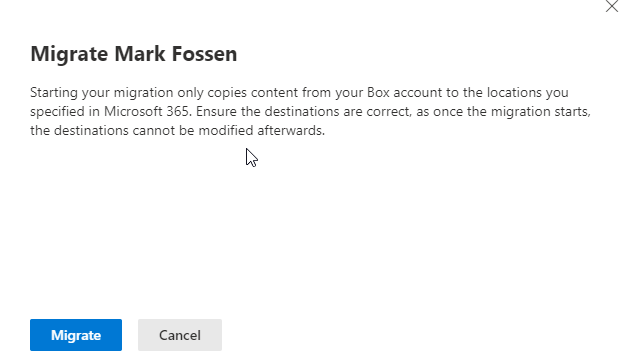 Migrate Mark Fossen
Starting your migration only copies content from your Box account to the locations you
specified in Microsoft 365. Ensure the destinations are correct, as once the migration starts,
the destinations cannot be modified afterwards.
Migrate
Cancel